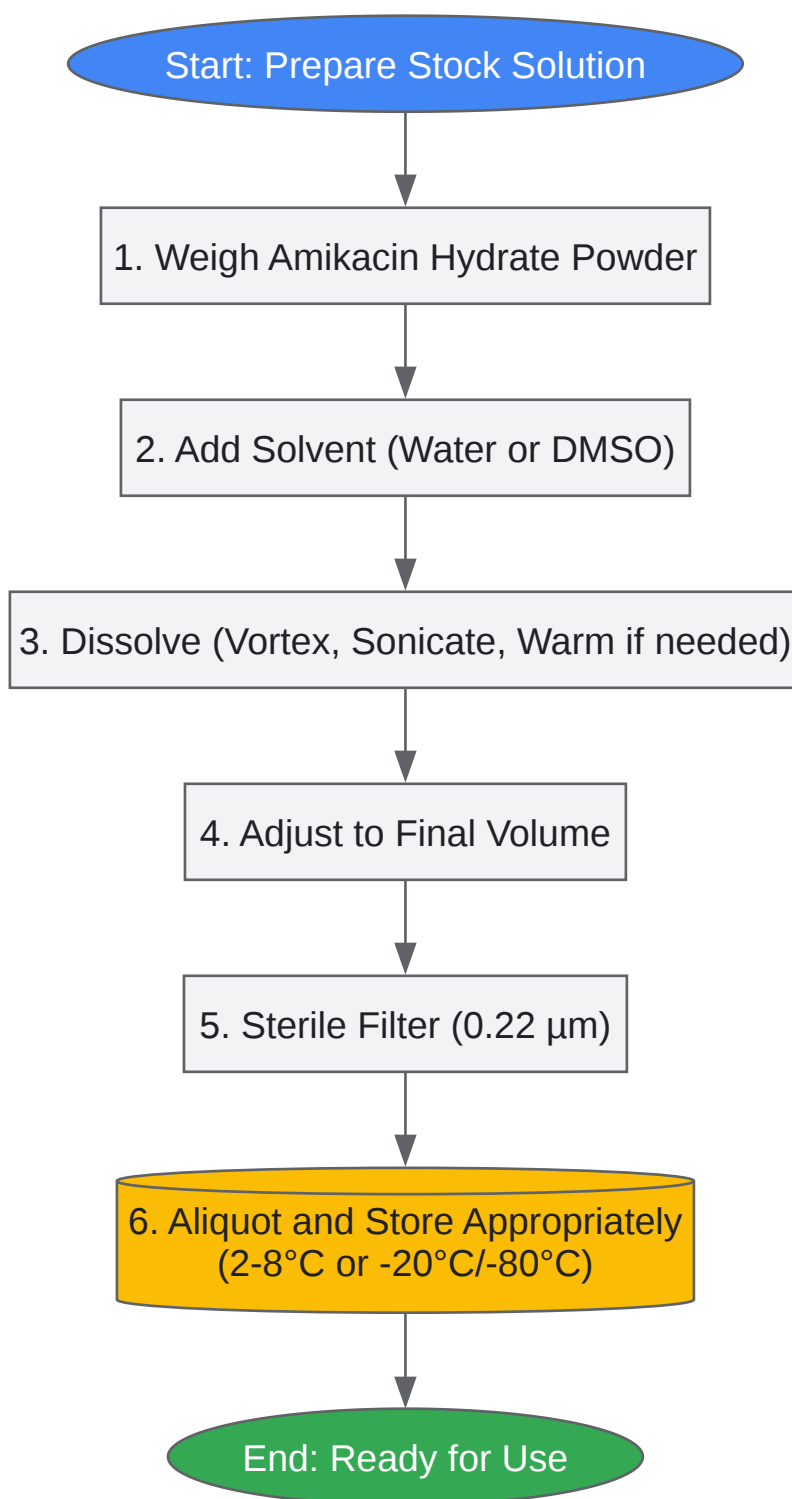 Start: Prepare Stock Solution
1. Weigh Amikacin Hydrate Powder
2. Add Solvent (Water or DMSO)
3. Dissolve (Vortex, Sonicate, Warm if needed)
4. Adjust to Final Volume
5. Sterile Filter (0.22 µm)
6. Aliquot and Store Appropriately
(2-8°C or -20°C/-80°C)
End: Ready for Use